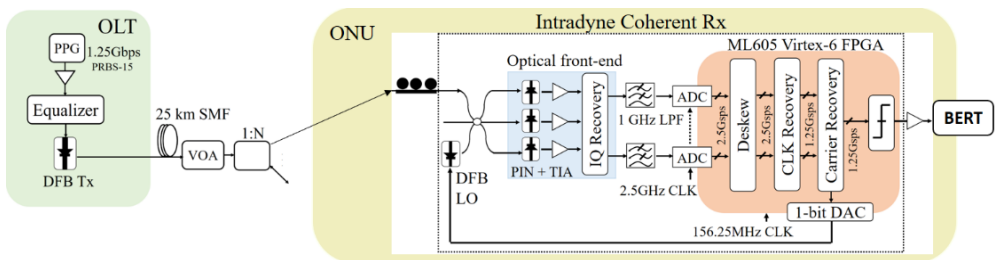 OLT
PPG
1.25Gbps
PRBS-15
Equalizer
DFB Tx
25 km SMF
VOA
1:N
ONU
Intradyne Coherent Rx
Optical front-end
IQ Recovery
PIN + TIA
DFB
LO
1 GHz LPF
ADC
ADC
2.5GHz CLK
ML605 Virtex-6 FPGA
2.5Gsps
Deskew
2.5Gsps
CLK Recovery
1.25Gsps
Carrier Recovery
1.25Gsps
1-bit DAC
156.25MHz CLK
BERT